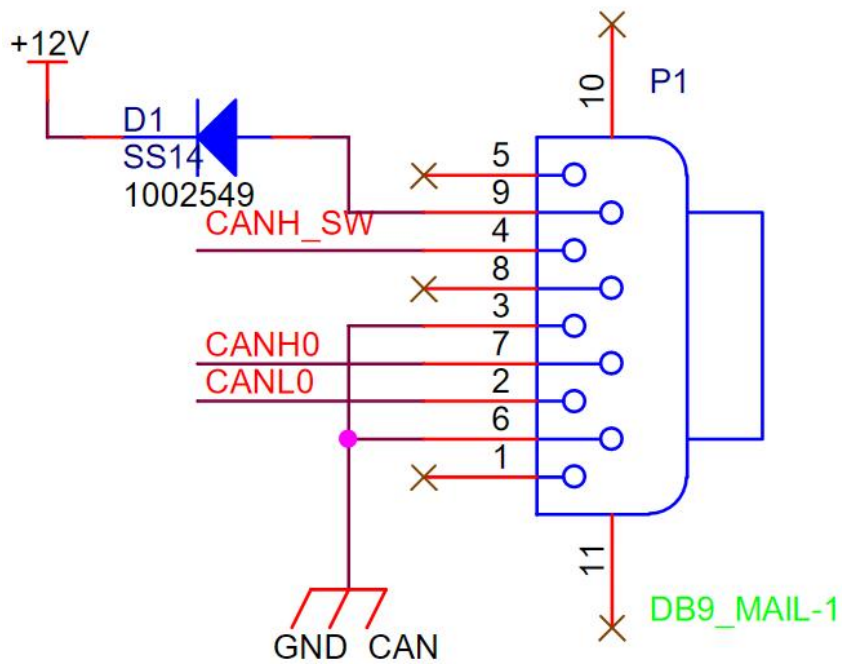 +12V
D1
SS14
1002549
10
P1
5
9
CANH_SW
4
8
3
CANH0
7
CANL0
2
6
1
11
DB9_MAIL-1
GND CAN